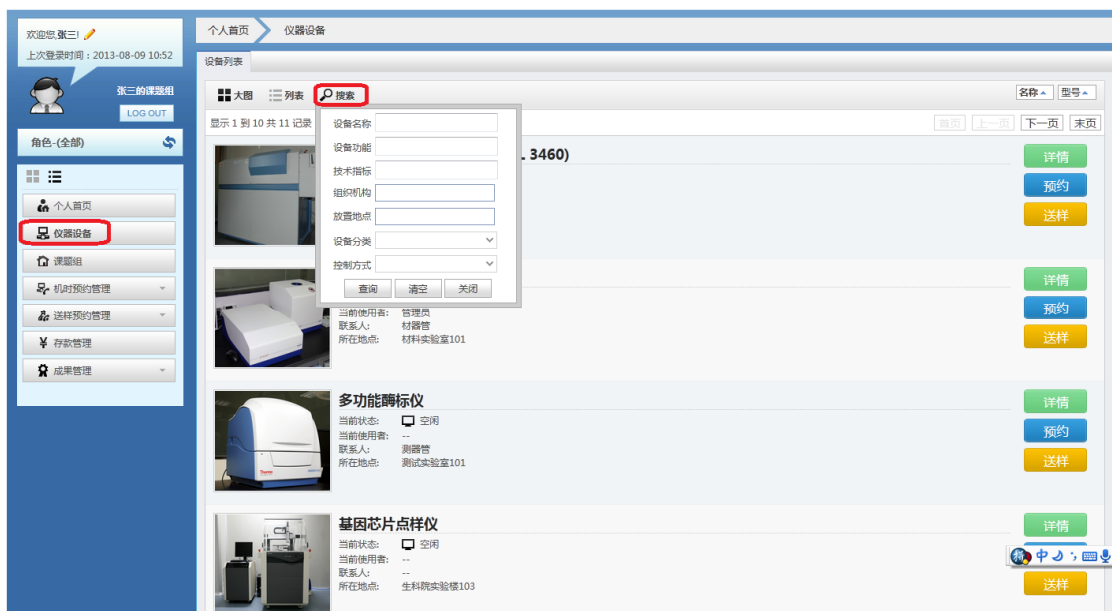 欢迎您,张三!
上次登录时间：2013-08-09 10:52
张三的课题组
LOG OUT
角色-(全部)
个人首页
仪器设备
课题组
机时预约管理
送样预约管理
存款管理
成果管理
个人首页
仪器设备
设备列表
大图
列表
搜索
名称
型号
显示 1 到 10 共 11 记录
首页
上一页
下一页
末页
设备名称
设备功能
技术指标
组织机构
放置地点
设备分类
控制方式
查询
清空
关闭
L 3460)
详情
预约
送样
当前使用者: 管理员
联系人: 材器管
所在地点: 材料实验室101
详情
预约
送样
多功能酶标仪
当前状态: 空闲
当前使用者: --
联系人: 测器管
所在地点: 测试实验室101
详情
预约
送样
基因芯片点样仪
当前状态: 空闲
当前使用者: --
联系人: --
所在地点: 生科院实验楼103
详情
送样
中